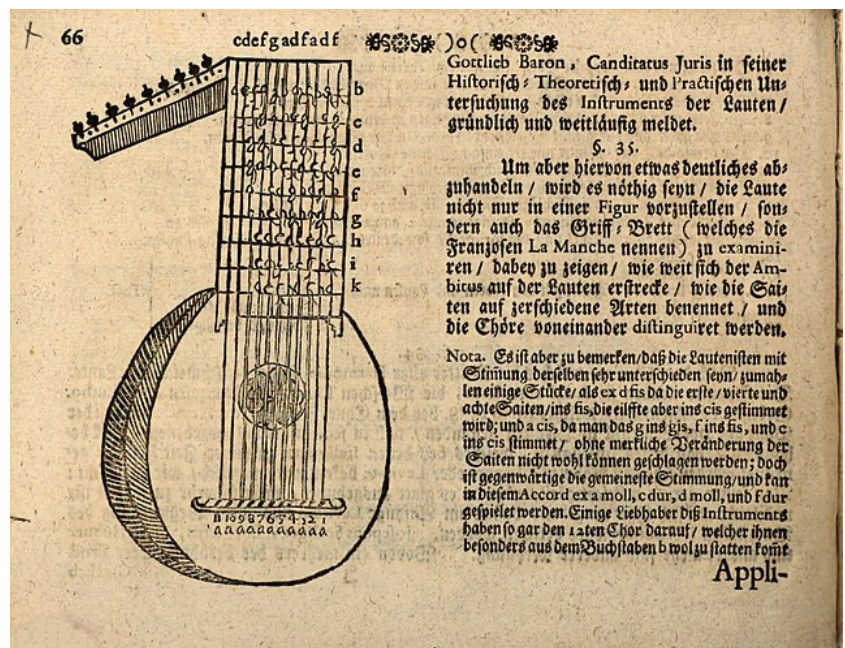 66
cdefgadfadf
)o(
Gottlieb Baron, Canditatus Juris in seiner
Historisch- Theoretisch- und Practischen Un-
tersuchung des Instruments der Lauten/
gründlich und weitläufig meldet.
§. 35.
Um aber hiervon etwas deutliches ab-
zuhandeln / wird es nöthig seyn / die Laute
nicht nur in einer Figur vorzustellen / son-
dern auch das Griff-Brett ( welches die
Franzosen La Manche nennen ) zu examini-
ren / dabey zu zeigen / wie weit sich der Am-
bitus auf der Lauten erstrecke / wie die Sai-
ten auf zerschiedene Arten benennet / und
die Chöre voneinander distinguiret werden.
Nota. Es ist aber zu bemerken/daß die Lautenisten mit
Stimung derselben sehr unterschieden seyn/zumah-
len einige Stücke/als ex d fis da die erste/vierte und
achte Saiten/ins fis, die eilffte aber ins cis gestimmet
wird; und a cis, da man das g ins gis, f ins fis, und c
ins cis stimmet / ohne merkliche Veränderung der
Saiten nicht wohl können geschlagen werden; doch
ist gegenwärtige die gemeineste Stimmung/und kan
in diesem Accord ex a moll, c dur, d moll, und f dur
gespielet werden. Einige Liebhaber diß Instruments
haben so gar den 12ten Chor darauf / welcher ihnen
besonders aus dem Buchstaben b wol zu statten komt
Appli-
b
c
d
e
f
g
h
i
k
11 10 9 8 7 6 5 4 3 2 1
a a a a a a a a a a a